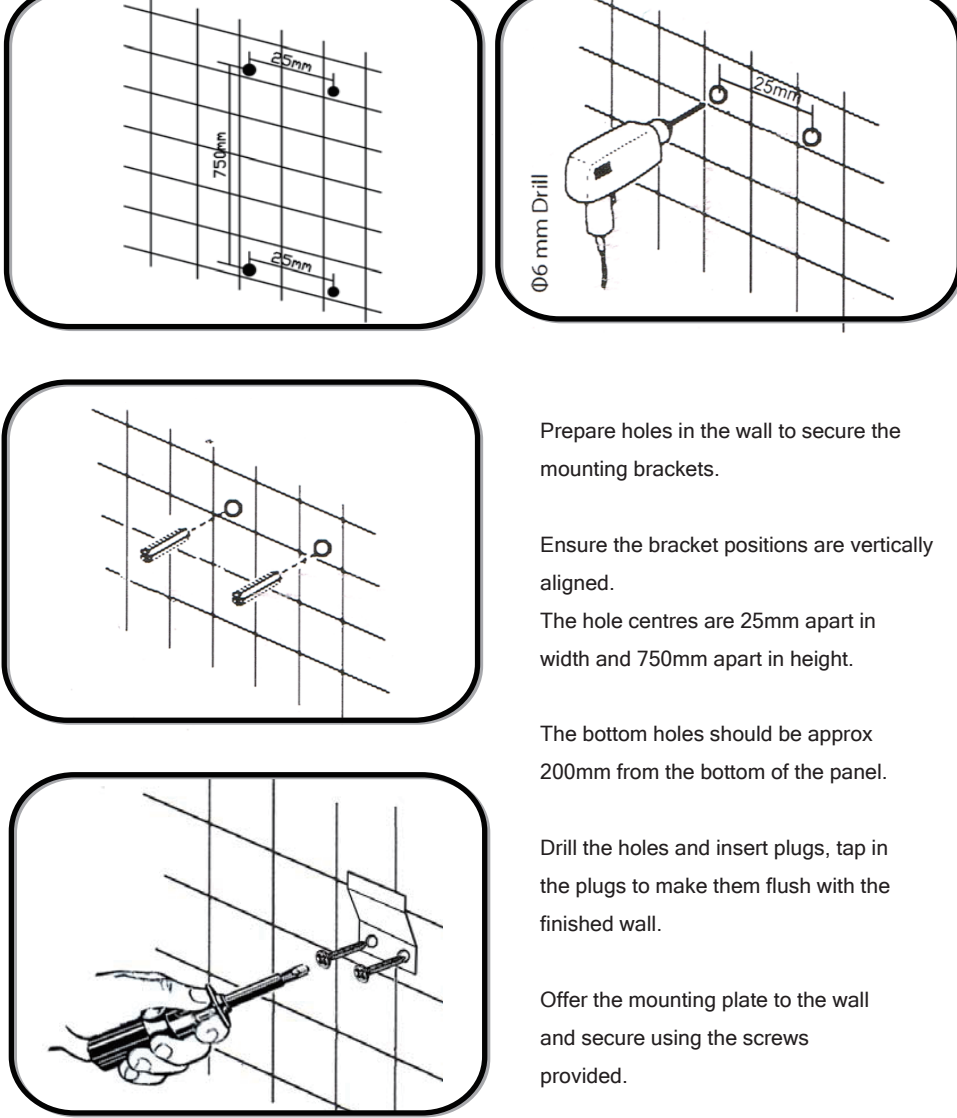 25mm
750mm
25mm
25mm
Φ6 mm Drill
Prepare holes in the wall to secure the
mounting brackets.
Ensure the bracket positions are vertically
aligned.
The hole centres are 25mm apart in
width and 750mm apart in height.
The bottom holes should be approx
200mm from the bottom of the panel.
Drill the holes and insert plugs, tap in
the plugs to make them flush with the
finished wall.
Offer the mounting plate to the wall
and secure using the screws
provided.